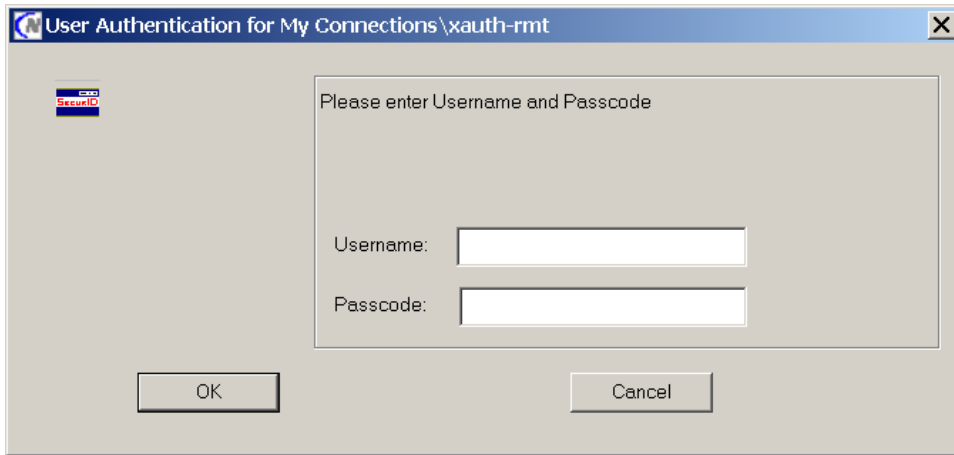 User Authentication for My Connections\xauth-rmt
SecurID
Please enter Username and Passcode
Username:
Passcode:
OK
Cancel